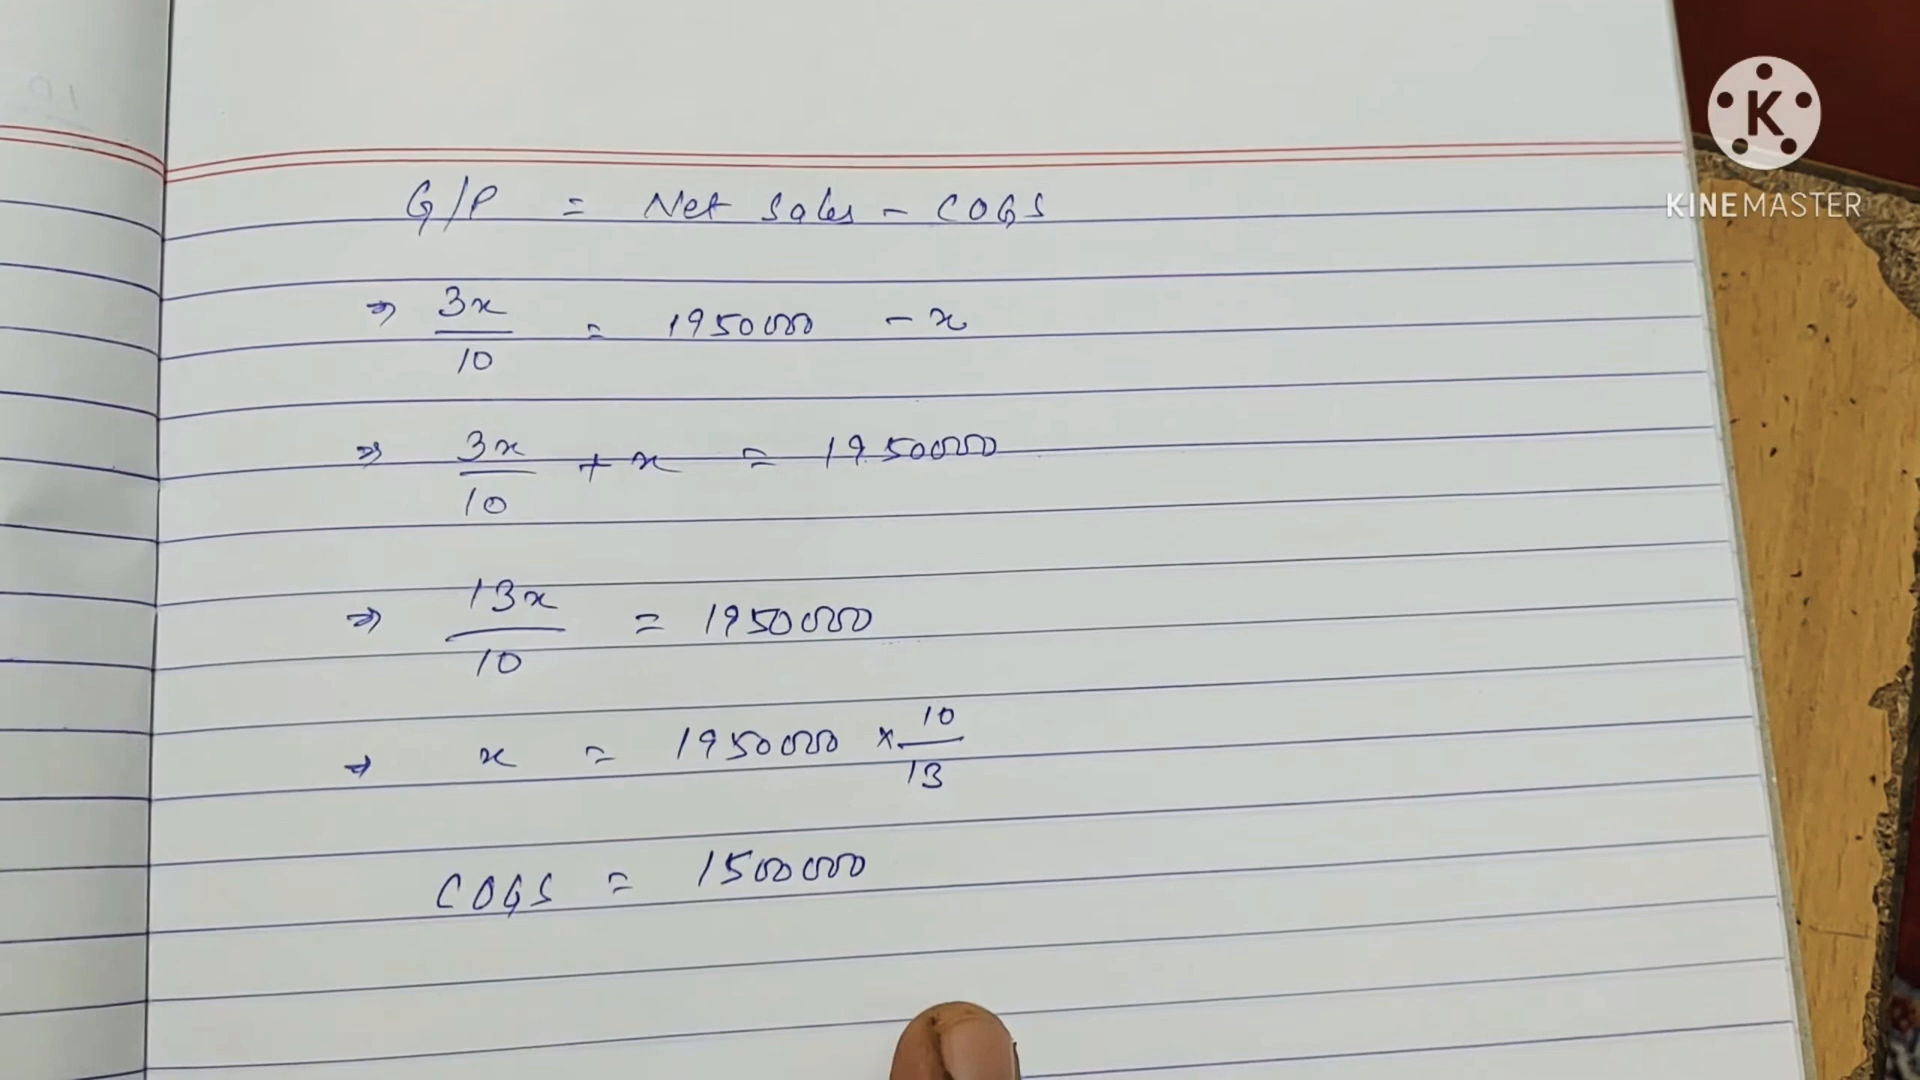 K
KINEMASTER
G/P = Net Sales - COGS
⇒ 3x/10 = 1950000 - x
⇒ 3x/10 + x = 1950000
⇒ 13x/10 = 1950000
⇒ x = 1950000 × 10/13
COGS = 1500000